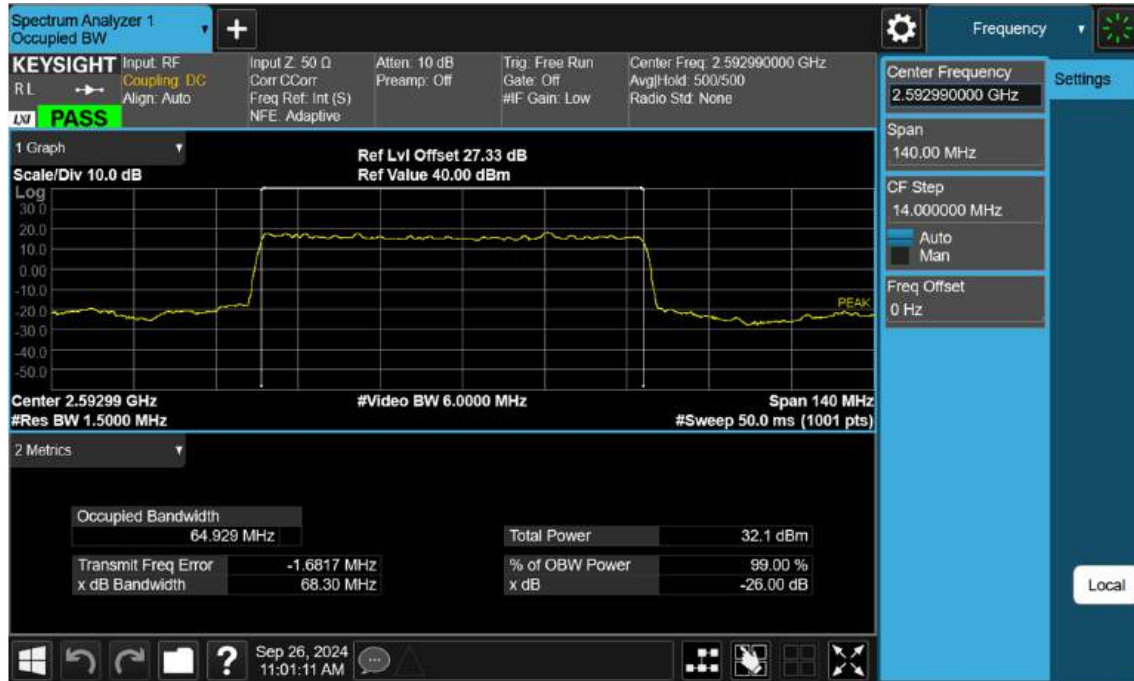 Spectrum Analyzer 1
Occupied BW
Frequency
KEYSIGHT
R L
LXI PASS
Input: RF
Coupling: DC
Align: Auto
Input Z: 50 Ω
Corr CCorr
Freq Ref: Int (S)
NFE: Adaptive
Atten: 10 dB
Preamp: Off
Trig: Free Run
Gate: Off
#IF Gain: Low
Center Freq: 2.592990000 GHz
Avg|Hold: 500/500
Radio Std: None
Center Frequency
2.592990000 GHz
Settings
Span
140.00 MHz
CF Step
14.000000 MHz
Auto
Man
Freq Offset
0 Hz
Local
1 Graph
Scale/Div 10.0 dB
Ref Lvl Offset 27.33 dB
Ref Value 40.00 dBm
Log
30.0
20.0
10.0
0.00
-10.0
-20.0
-30.0
-40.0
-50.0
PEAK
Center 2.59299 GHz
#Video BW 6.0000 MHz
Span 140 MHz
#Res BW 1.5000 MHz
#Sweep 50.0 ms (1001 pts)
2 Metrics
Occupied Bandwidth
64.929 MHz
Total Power 32.1 dBm
Transmit Freq Error -1.6817 MHz
% of OBW Power 99.00 %
x dB Bandwidth 68.30 MHz
x dB -26.00 dB
?
Sep 26, 2024
11:01:11 AM